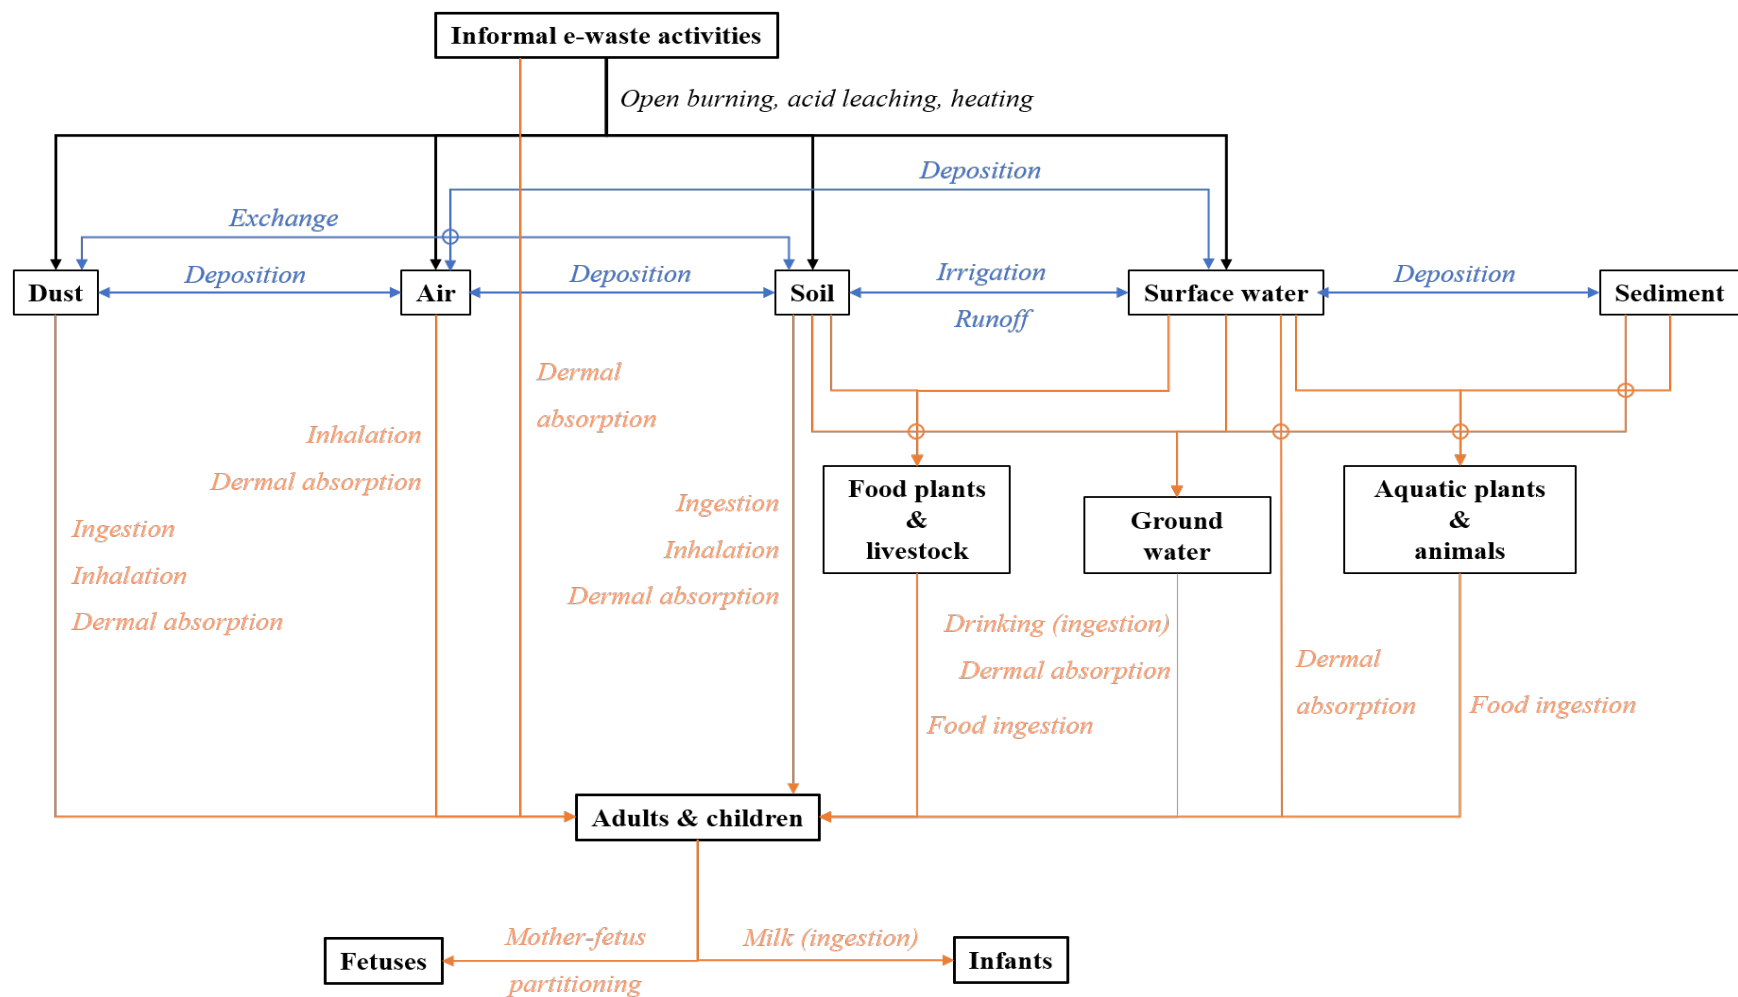 Informal e-waste activities
Open burning, acid leaching, heating
Deposition
Exchange
Deposition
Deposition
Irrigation
Deposition
Dust
Air
Soil
Surface water
Sediment
Runoff
Dermal
absorption
Inhalation
Dermal absorption
Ingestion
Inhalation
Dermal absorption
Ingestion
Inhalation
Dermal absorption
Food plants
&
livestock
Ground
water
Aquatic plants
&
animals
Drinking (ingestion)
Dermal absorption
Food ingestion
Dermal
absorption
Food ingestion
Adults & children
Mother-fetus
partitioning
Milk (ingestion)
Fetuses
Infants